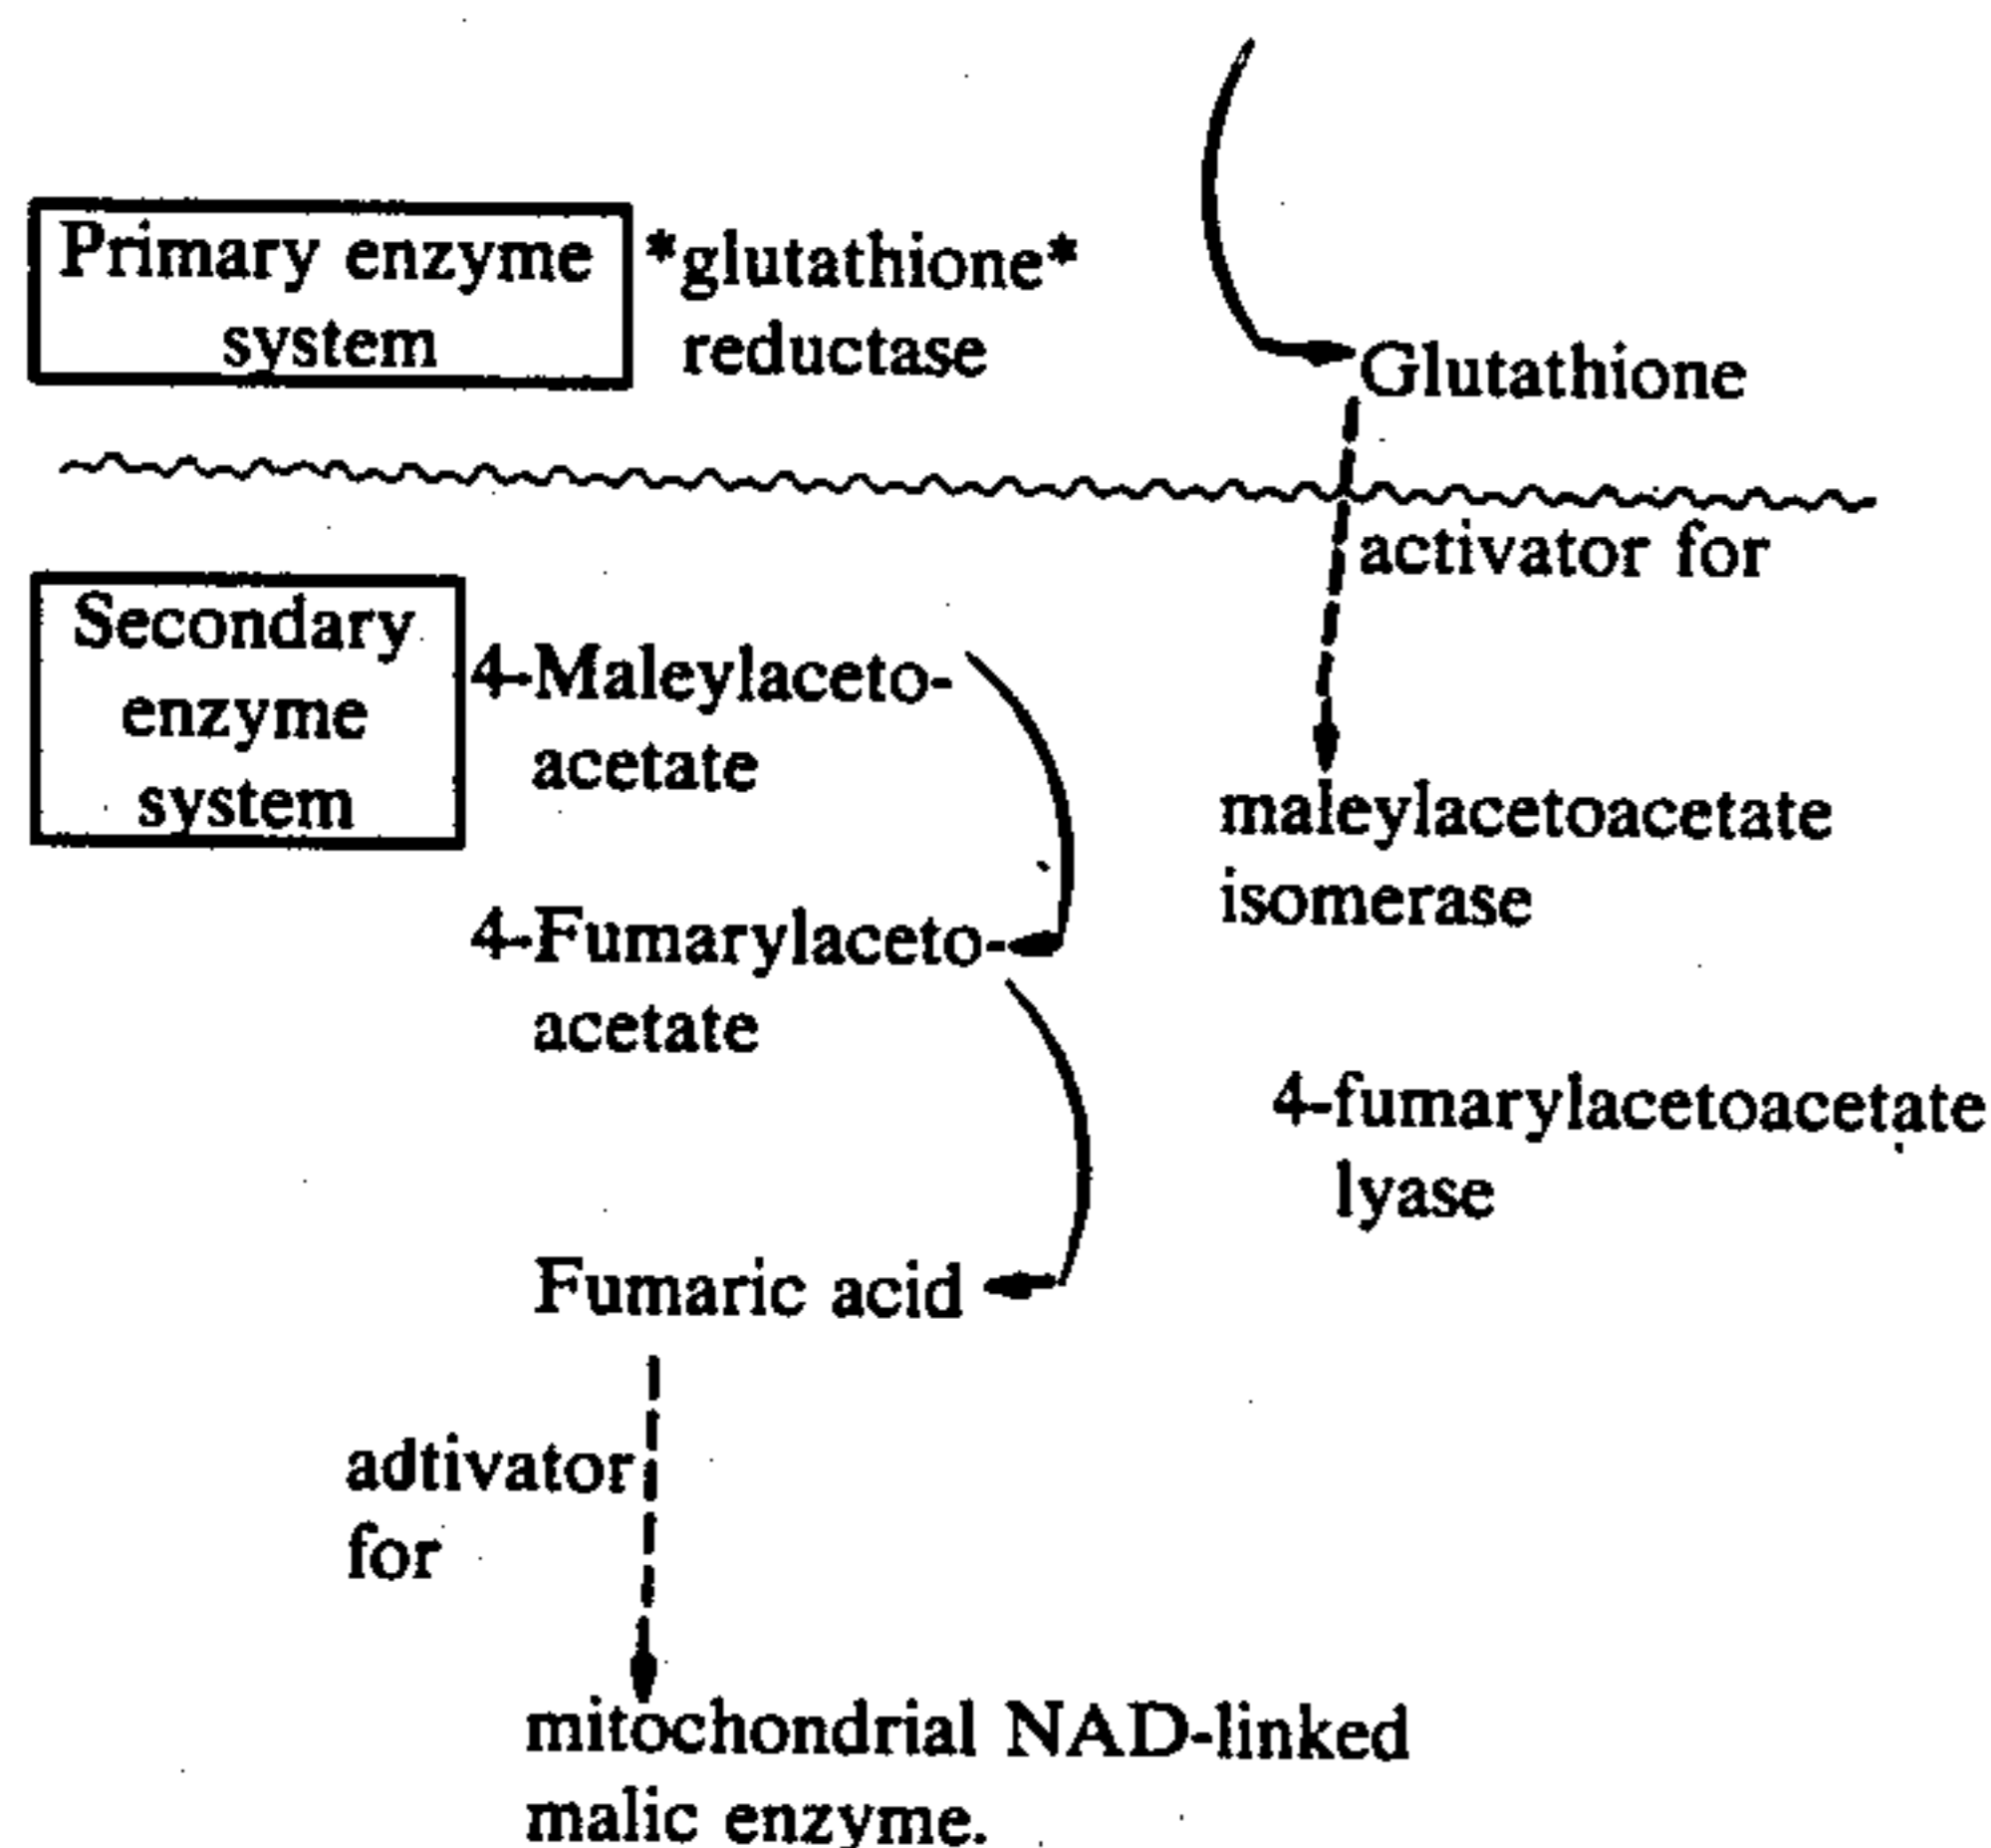 Primary enzyme
system
*glutathione*
reductase
Glutathione
activator for
Secondary
enzyme
system
4-Maleylaceto-
acetate
maleylacetoacetate
isomerase
4-Fumarylaceto-
acetate
4-fumarylacetoacetate
lyase
Fumaric acid
adtivator
for
mitochondrial NAD-linked
malic enzyme.